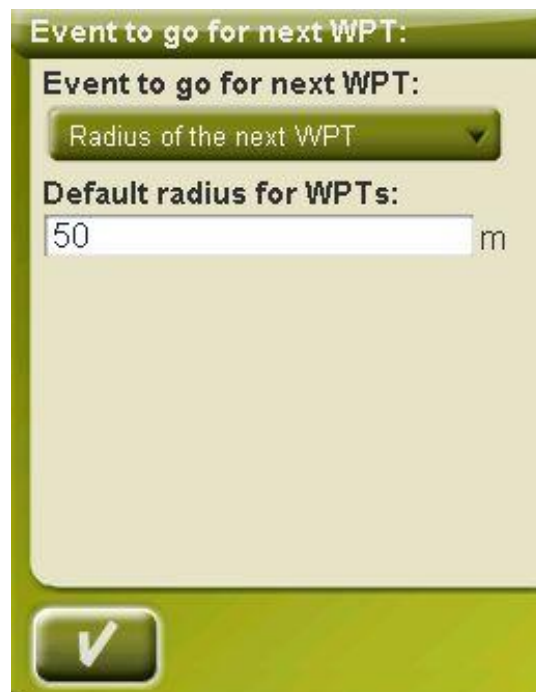 Event to go for next WPT:
Event to go for next WPT:
Radius of the next WPT
Default radius for WPTs:
50 m